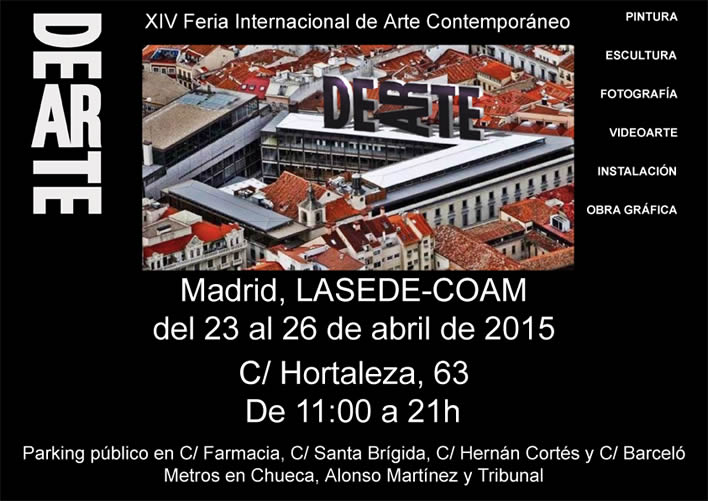 DEARTE
XIV Feria Internacional de Arte Contemporáneo
PINTURA
ESCULTURA
FOTOGRAFÍA
VIDEOARTE
INSTALACIÓN
OBRA GRÁFICA
DEARTE
Madrid, LASEDE-COAM
del 23 al 26 de abril de 2015
C/ Hortaleza, 63
De 11:00 a 21h
Parking público en C/ Farmacia, C/ Santa Brígida, C/ Hernán Cortés y C/ Barceló
Metros en Chueca, Alonso Martínez y Tribunal